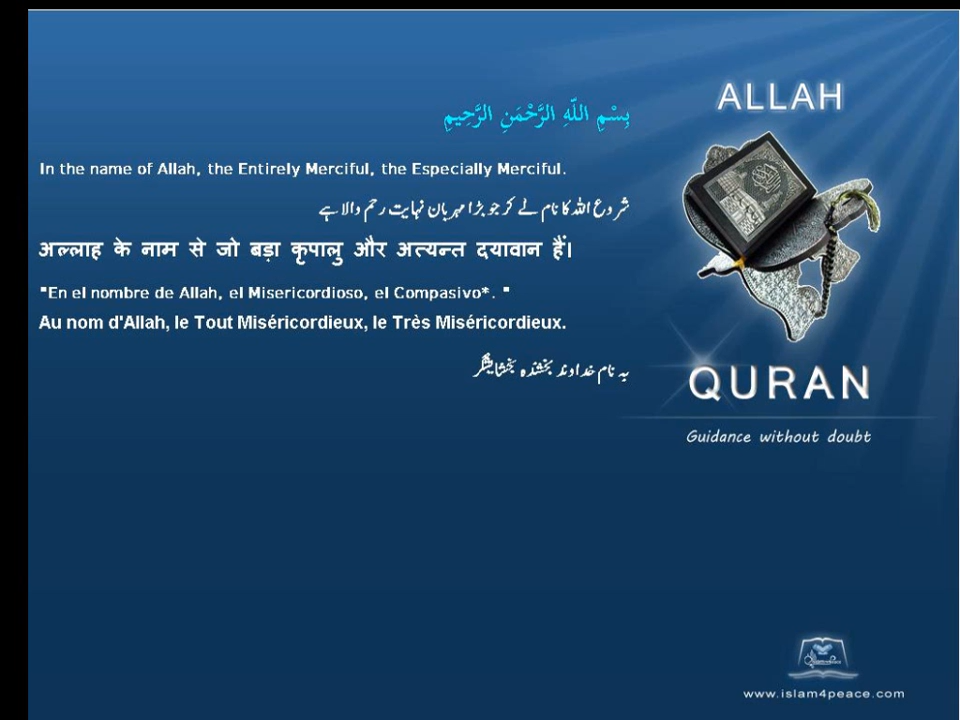 بِسْمِ اللّهِ الرَّحْمَنِ الرَّحِيمِ
In the name of Allah, the Entirely Merciful, the Especially Merciful.
شروع الله کا نام لے کر جو بڑا مہربان نہایت رحم والا ہے
अल्लाह के नाम से जो बड़ा कृपालु और अत्यन्त दयावान हैं।
"En el nombre de Allah, el Misericordioso, el Compasivo*. "
Au nom d'Allah, le Tout Miséricordieux, le Très Miséricordieux.
به نام خداوند بخشنده بخشایشگر
ALLAH
QURAN
Guidance without doubt
www.islam4peace.com